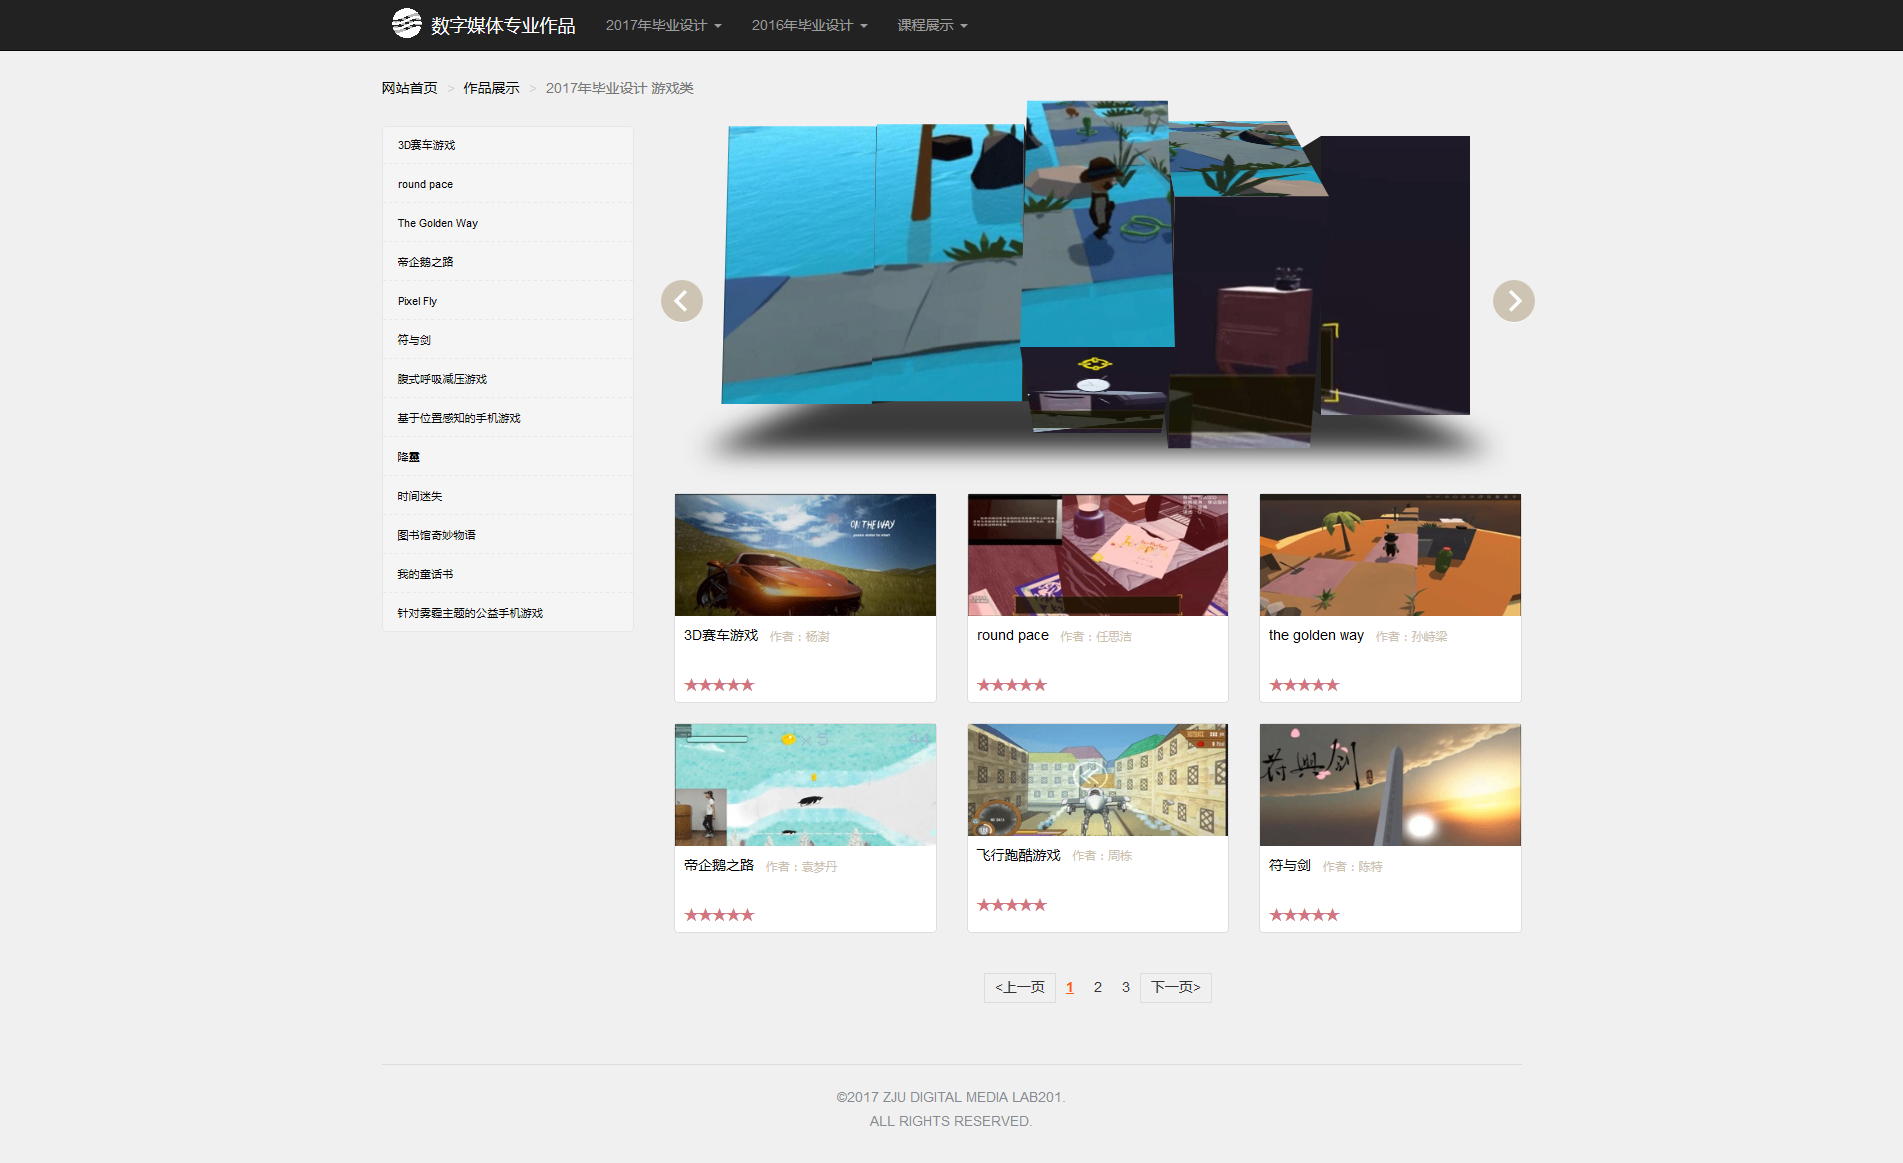 数字媒体专业作品
2017年毕业设计
2016年毕业设计
课程展示
网站首页 > 作品展示 > 2017年毕业设计 游戏类
3D赛车游戏
round pace
The Golden Way
帝企鹅之路
Pixel Fly
符与剑
腹式呼吸减压游戏
基于位置感知的手机游戏
降靈
时间迷失
图书馆奇妙物语
我的童话书
针对雾霾主题的公益手机游戏
ON THE WAY
3D赛车游戏 作者：杨澍
round pace 作者：任思洁
the golden way 作者：孙峙梁
× 5
符與剑
帝企鹅之路 作者：袁梦丹
飞行跑酷游戏 作者：周栋
符与剑 作者：陈特
<上一页 1 2 3 下一页>
©2017 ZJU DIGITAL MEDIA LAB201.
ALL RIGHTS RESERVED.